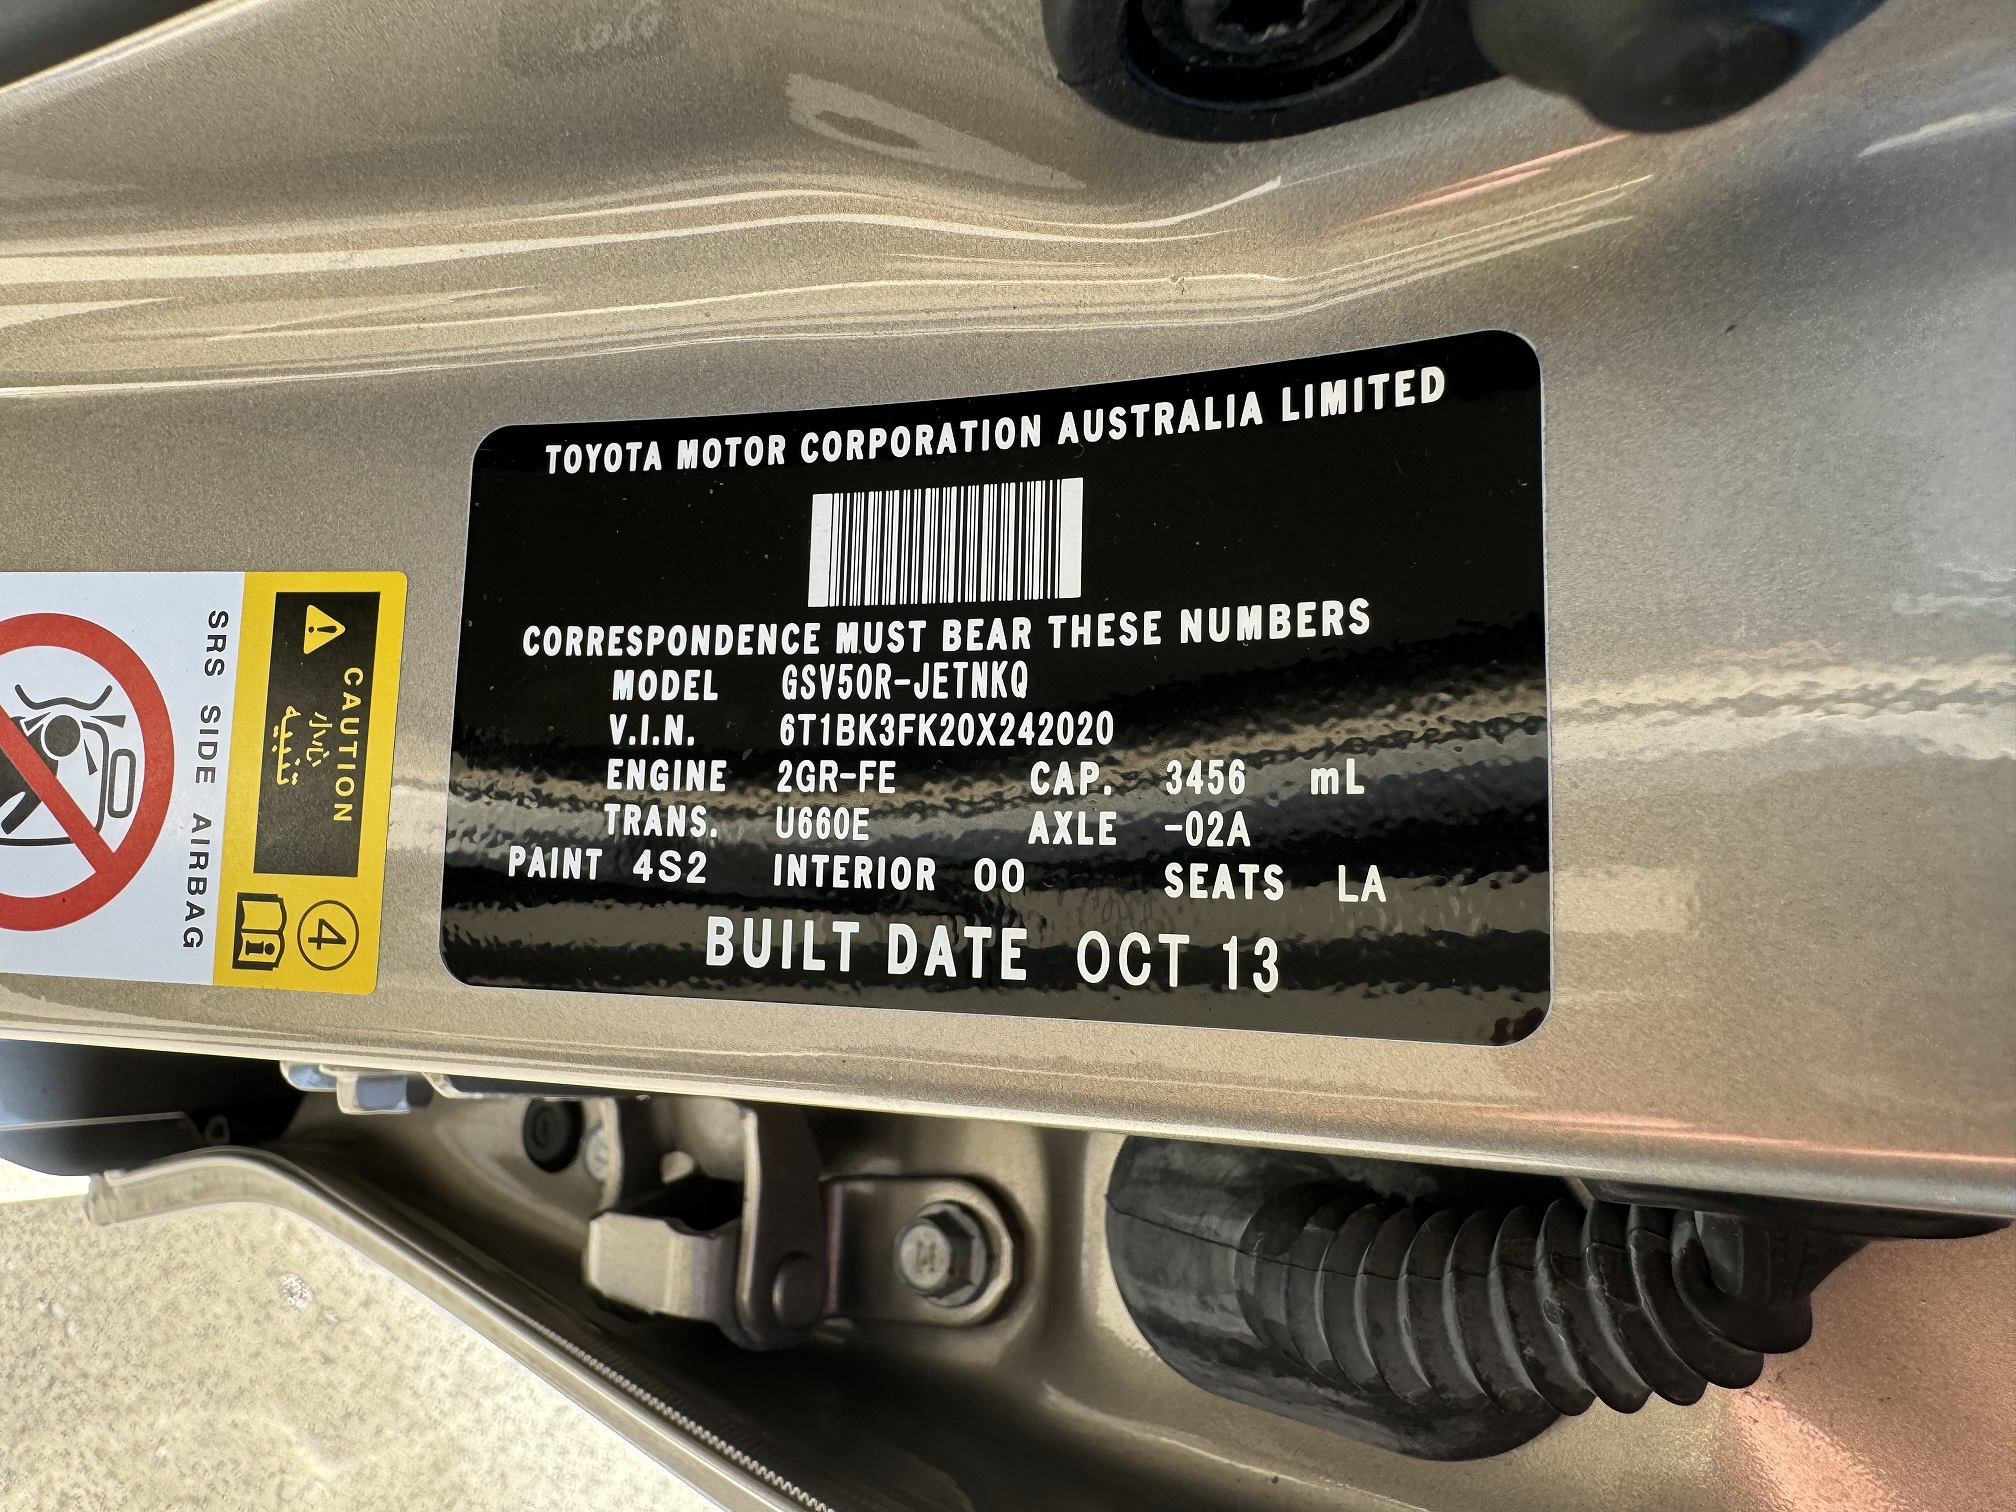 TOYOTA MOTOR CORPORATION AUSTRALIA LIMITED
CORRESPONDENCE MUST BEAR THESE NUMBERS
MODEL GSV50R-JETNKQ
V.I.N. 6T1BK3FK20X242020
ENGINE 2GR-FE CAP. 3456 mL
TRANS. U660E AXLE -02A
PAINT 4S2 INTERIOR 00 SEATS LA
BUILT DATE OCT 13
CAUTION
小心
تنبيه
4
SRS SIDE AIRBAG